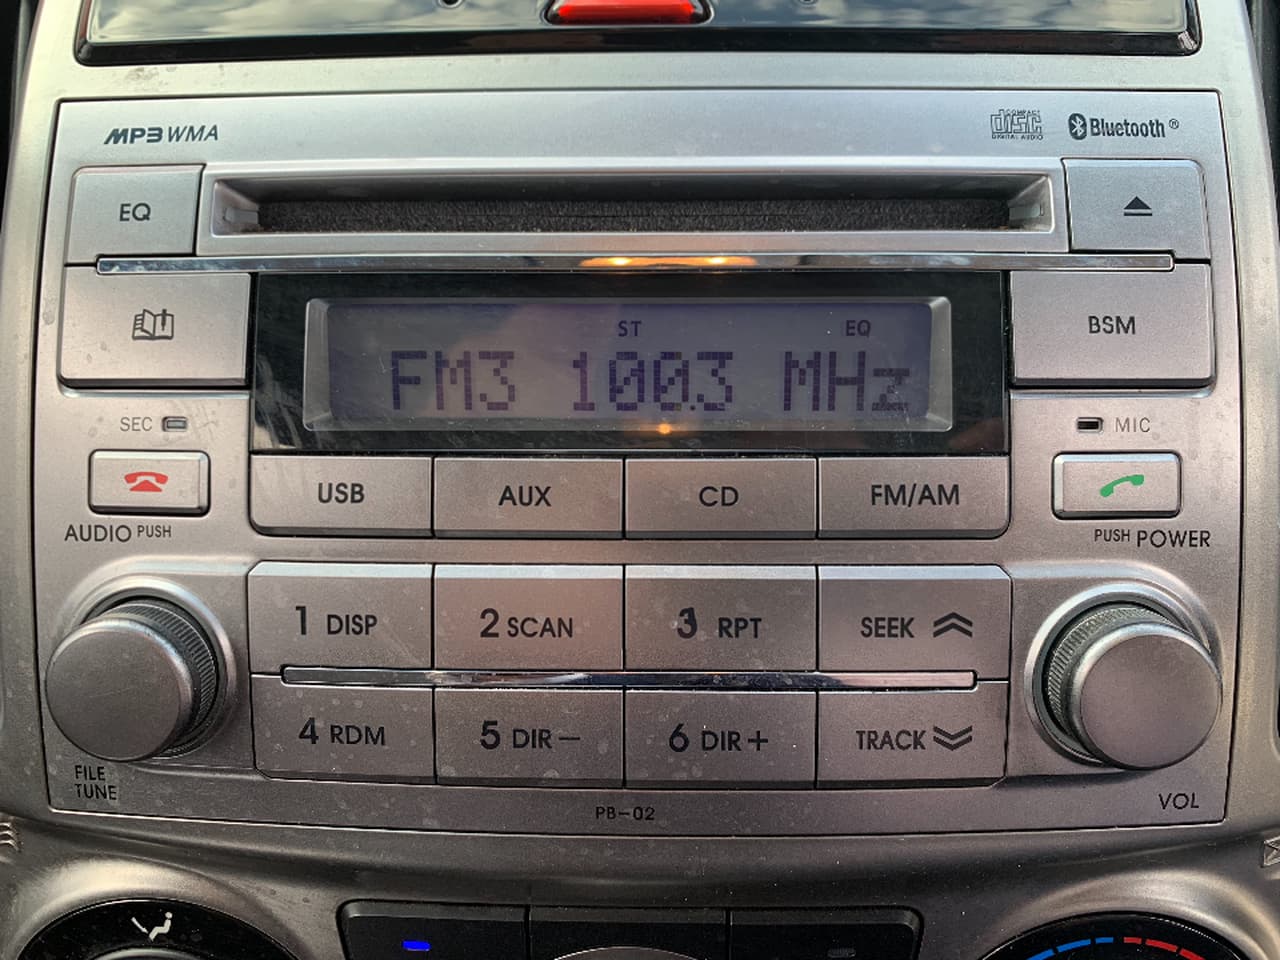 MP3 WMA
COMPACT
disc
DIGITAL AUDIO
Bluetooth®
EQ
BSM
ST EQ
FM3 100.3 MHz
SEC
MIC
USB AUX CD FM/AM
AUDIO PUSH
PUSH POWER
1 DISP 2 SCAN 3 RPT SEEK
4 RDM 5 DIR− 6 DIR+ TRACK
FILE
TUNE
PB-02
VOL